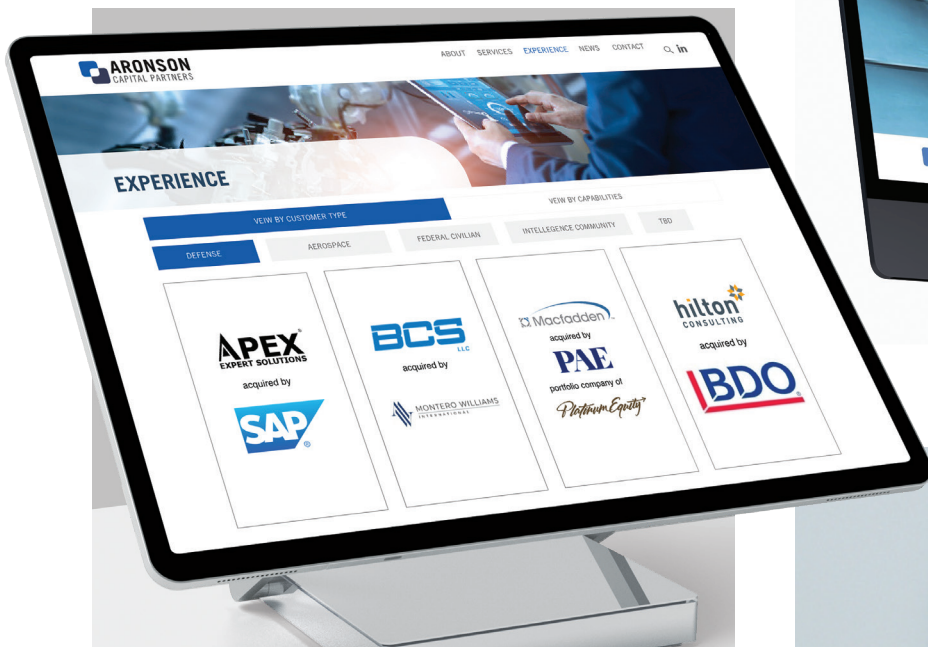 ARONSON
CAPITAL PARTNERS
ABOUT SERVICES EXPERIENCE NEWS CONTACT in
EXPERIENCE
VEIW BY CUSTOMER TYPE
VEIW BY CAPABILITIES
DEFENSE
AEROSPACE
FEDERAL CIVILIAN
INTELLEGENCE COMMUNITY
TBD
APEX
EXPERT SOLUTIONS
acquired by
SAP®
BCS
LLC
acquired by
MONTERO WILLIAMS
INTERNATIONAL
Macfadden
acquired by
PAE
portfolio company of
Platinum Equity
hilton
CONSULTING
acquired by
BDO®